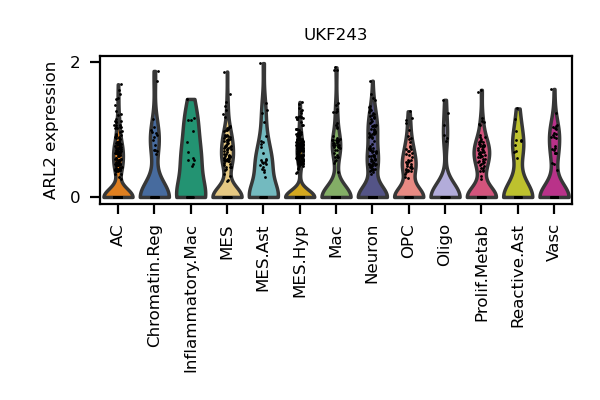 UKF243
ARL2 expression
2
0
AC
Chromatin.Reg
Inflammatory.Mac
MES
MES.Ast
MES.Hyp
Mac
Neuron
OPC
Oligo
Prolif.Metab
Reactive.Ast
Vasc